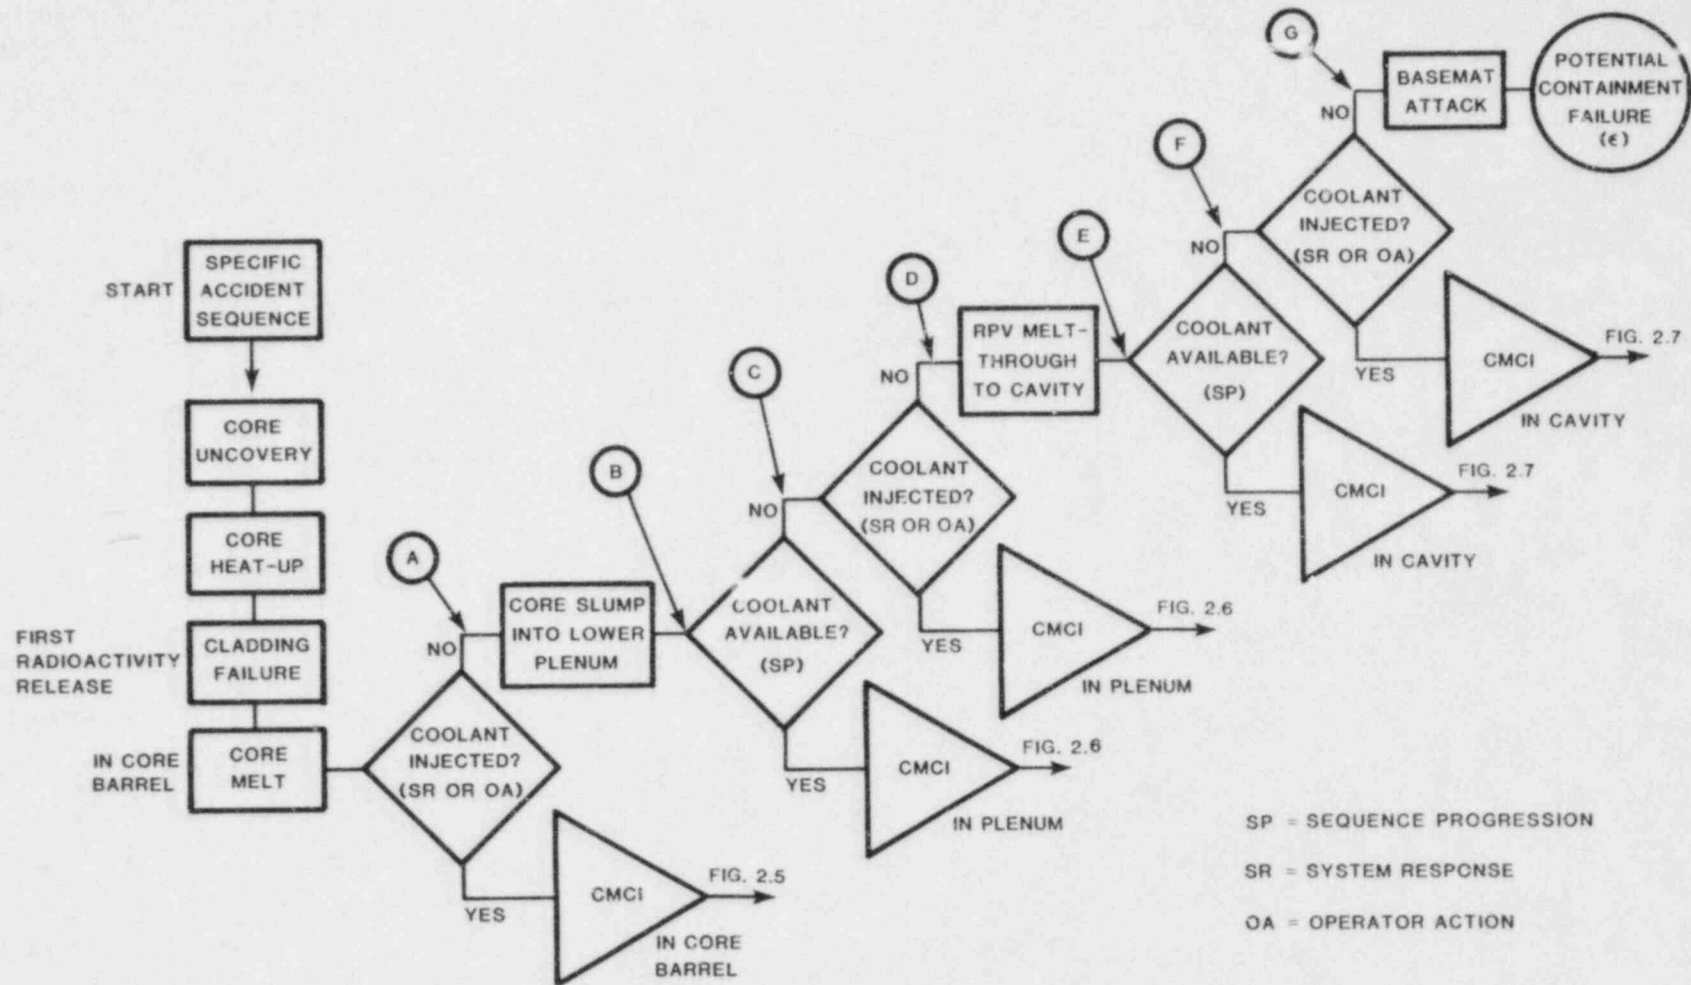 START
SPECIFIC
ACCIDENT
SEQUENCE
CORE
UNCOVERY
CORE
HEAT-UP
FIRST
RADIOACTIVITY
RELEASE
CLADDING
FAILURE
IN CORE
BARREL
CORE
MELT
COOLANT
INJECTED?
(SR OR OA)
YES
CMCI
FIG. 2.5
IN CORE
BARREL
NO
A
CORE SLUMP
INTO LOWER
PLENUM
B
COOLANT
AVAILABLE?
(SP)
YES
CMCI
FIG. 2.6
IN PLENUM
NO
C
COOLANT
INJECTED?
(SR OR OA)
YES
CMCI
FIG. 2.6
IN PLENUM
NO
D
RPV MELT-
THROUGH
TO CAVITY
E
COOLANT
AVAILABLE?
(SP)
YES
CMCI
FIG. 2.7
IN CAVITY
NO
F
COOLANT
INJECTED?
(SR OR OA)
YES
CMCI
FIG. 2.7
IN CAVITY
NO
G
BASEMAT
ATTACK
POTENTIAL
CONTAINMENT
FAILURE
(ϵ)
SP = SEQUENCE PROGRESSION
SR = SYSTEM RESPONSE
OA = OPERATOR ACTION